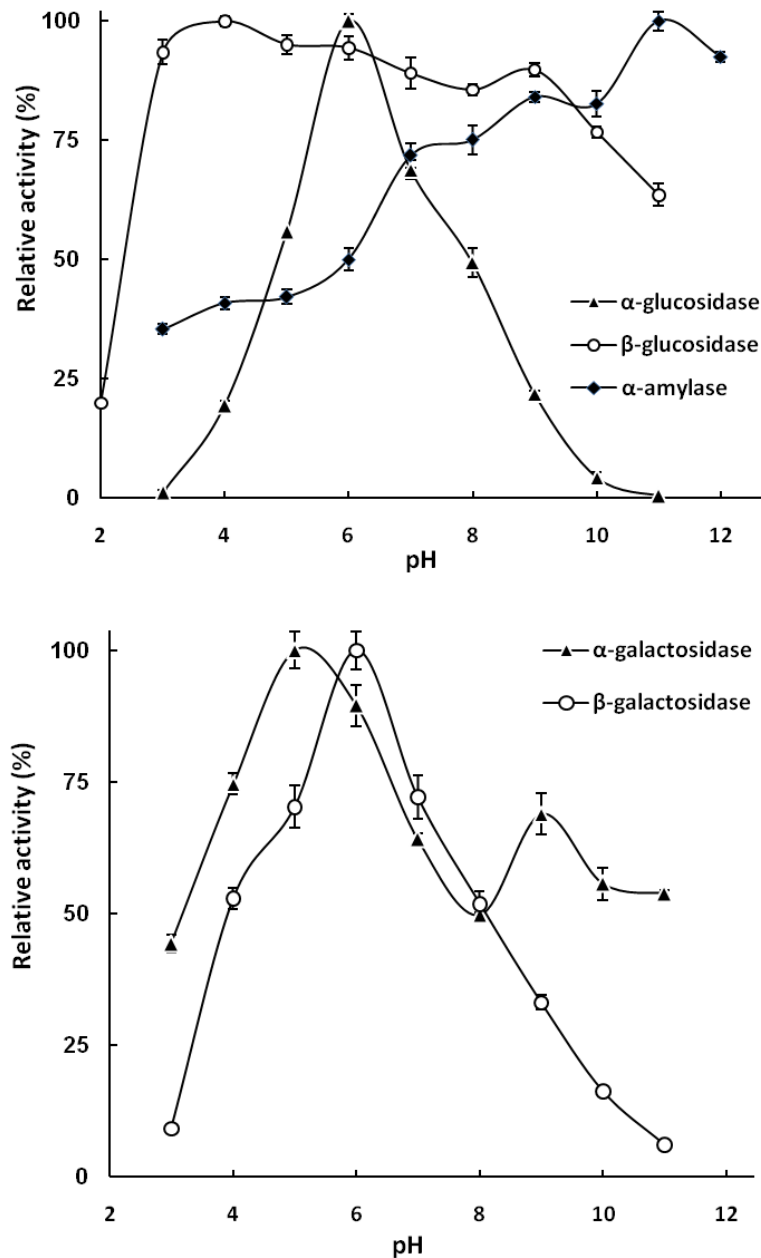 100
75
50
25
0
Relative activity (%)
α-glucosidase
β-glucosidase
α-amylase
2 4 6 8 10 12
pH
100
75
50
25
0
Relative activity (%)
α-galactosidase
β-galactosidase
2 4 6 8 10 12
pH